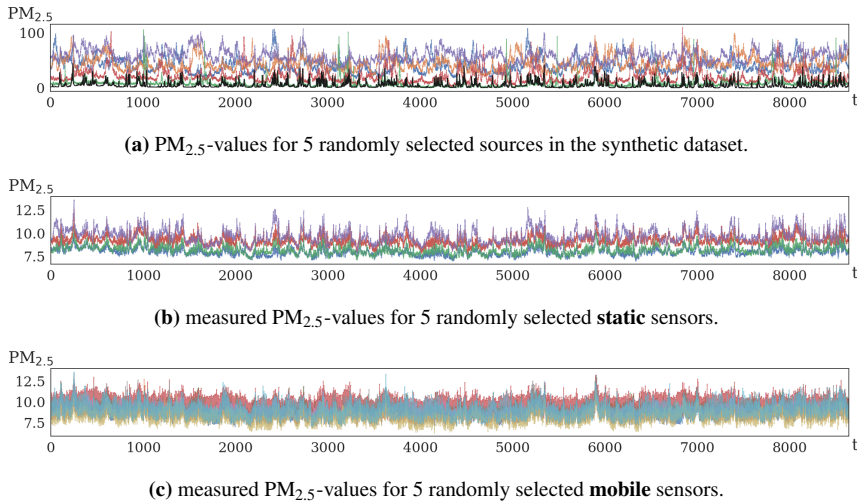 PM2.5
100
0
0 1000 2000 3000 4000 5000 6000 7000 8000 t
(a) PM2.5-values for 5 randomly selected sources in the synthetic dataset.
PM2.5
12.5
10.0
7.5
0 1000 2000 3000 4000 5000 6000 7000 8000 t
(b) measured PM2.5-values for 5 randomly selected static sensors.
PM2.5
12.5
10.0
7.5
0 1000 2000 3000 4000 5000 6000 7000 8000 t
(c) measured PM2.5-values for 5 randomly selected mobile sensors.